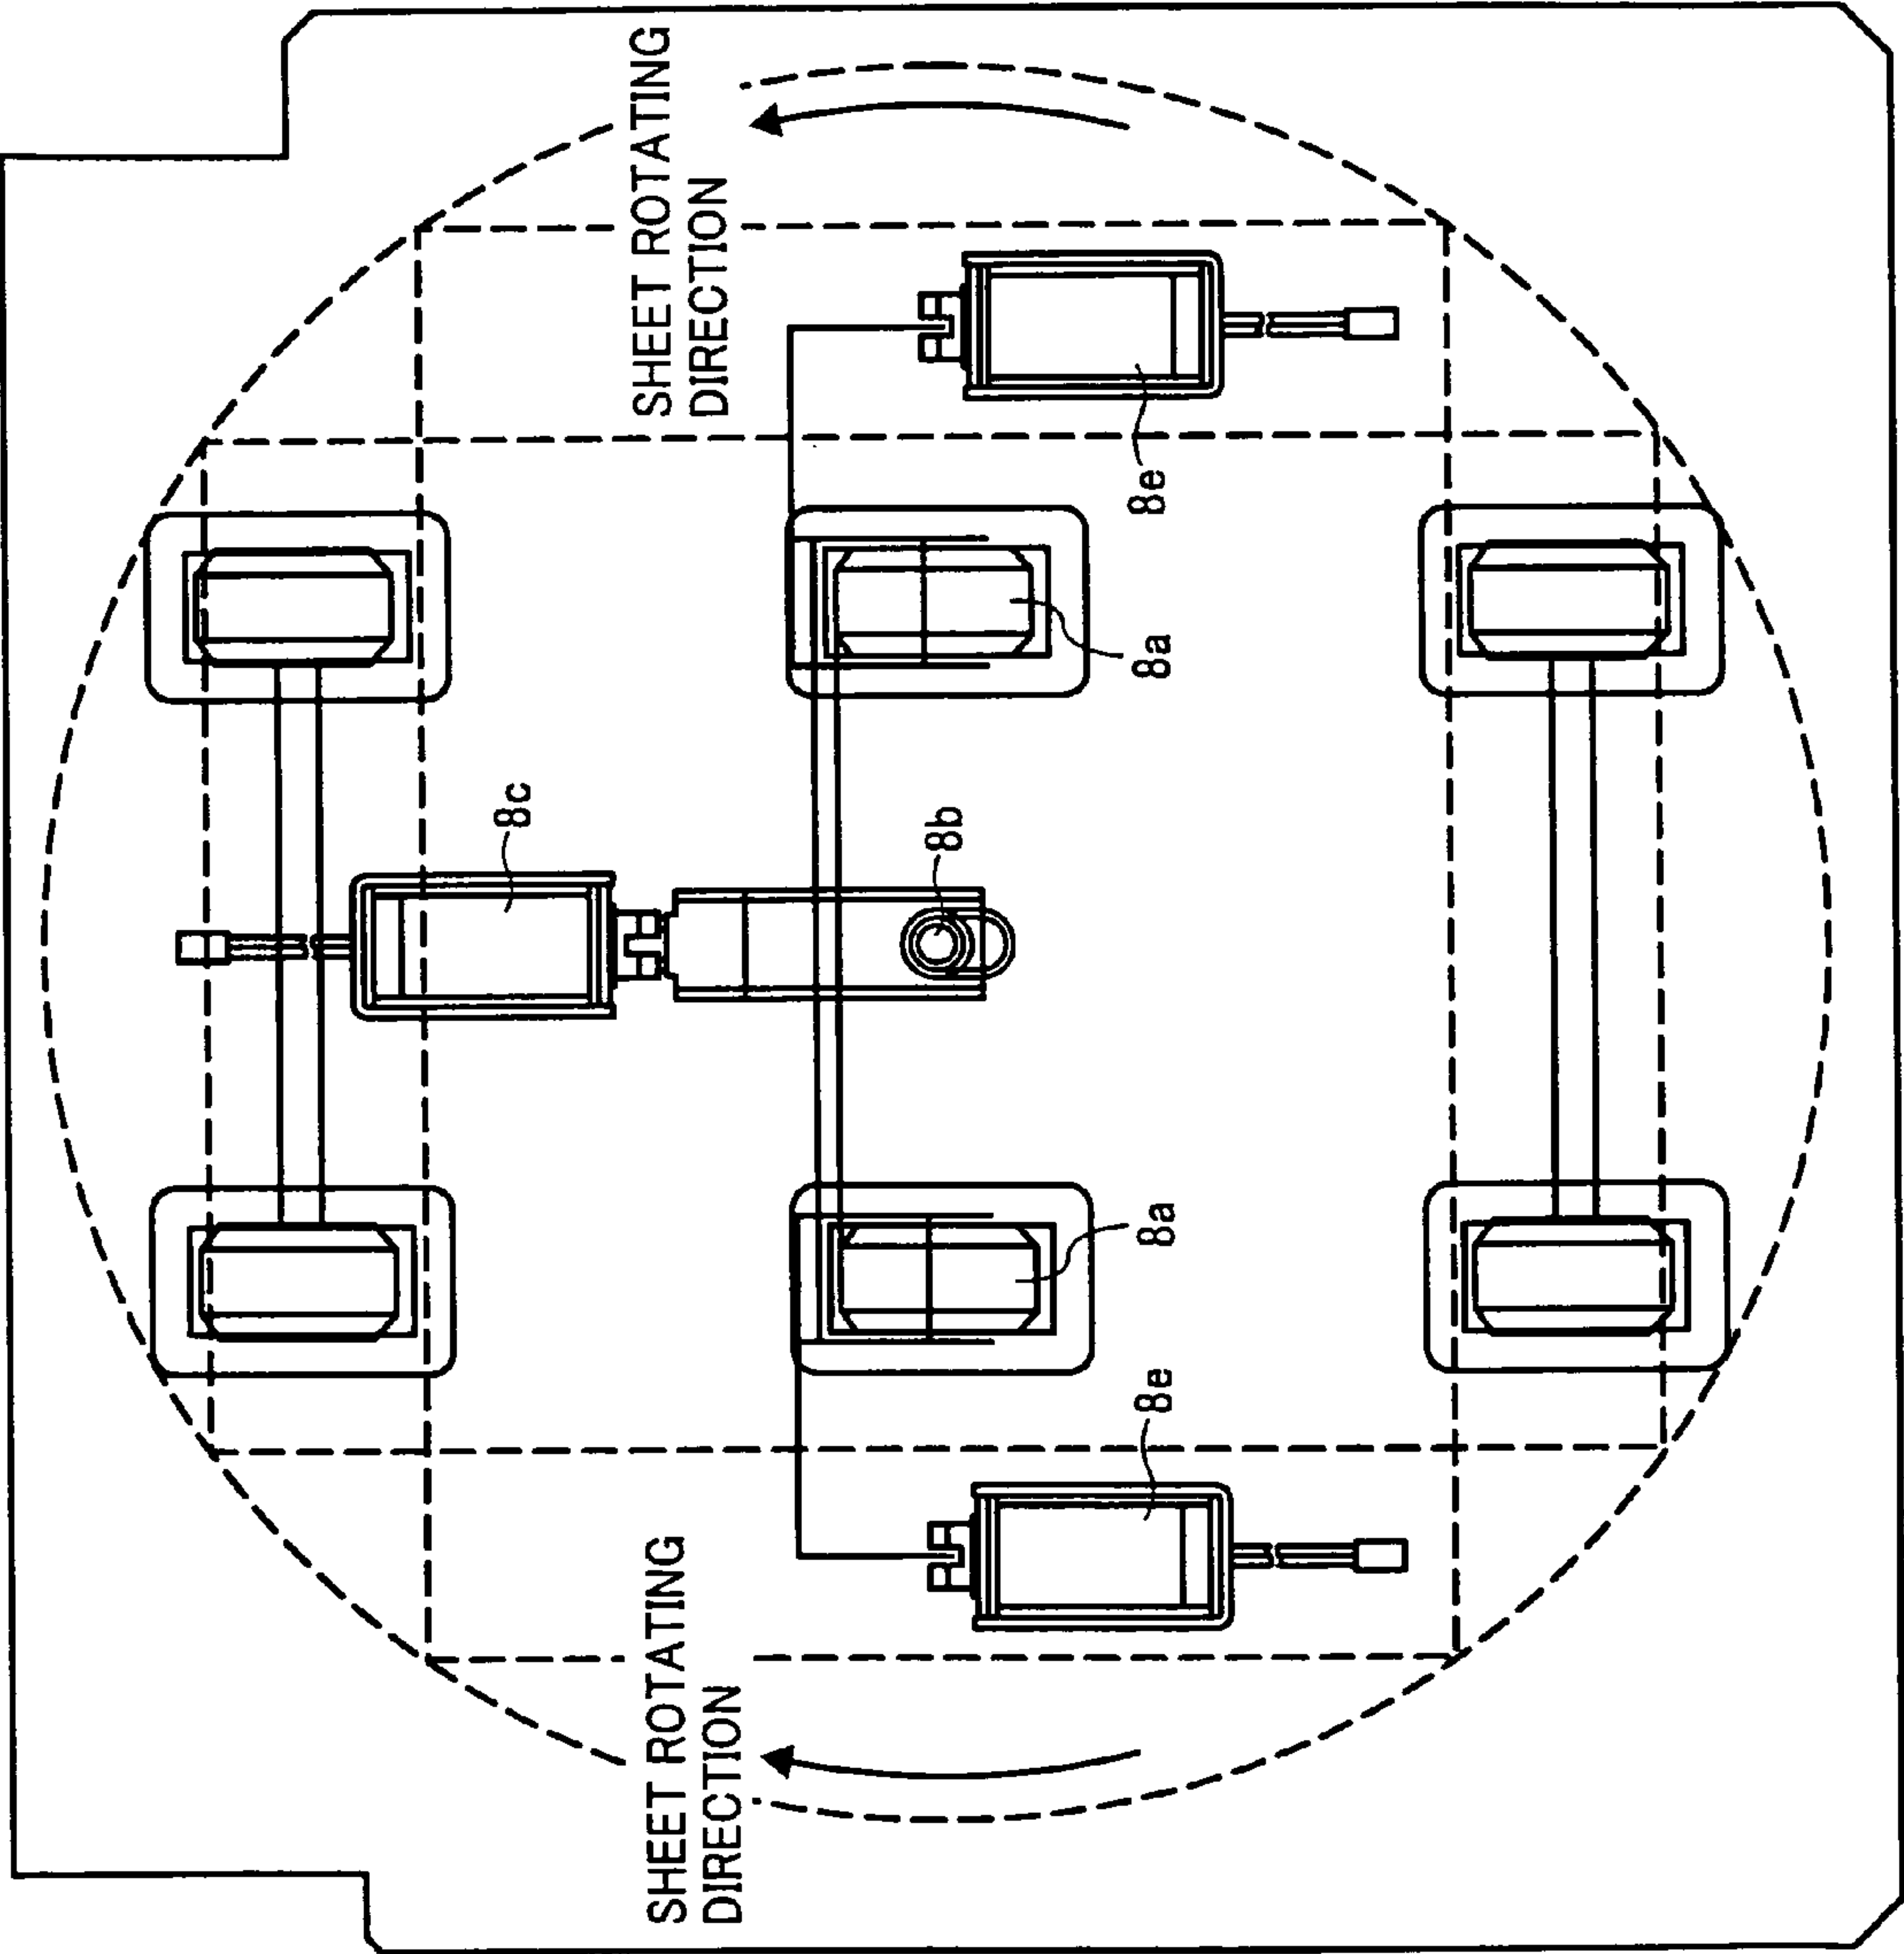 SHEET ROTATING
DIRECTION
8e
8a
8c
8b
8a
8e
SHEET ROTATING
DIRECTION